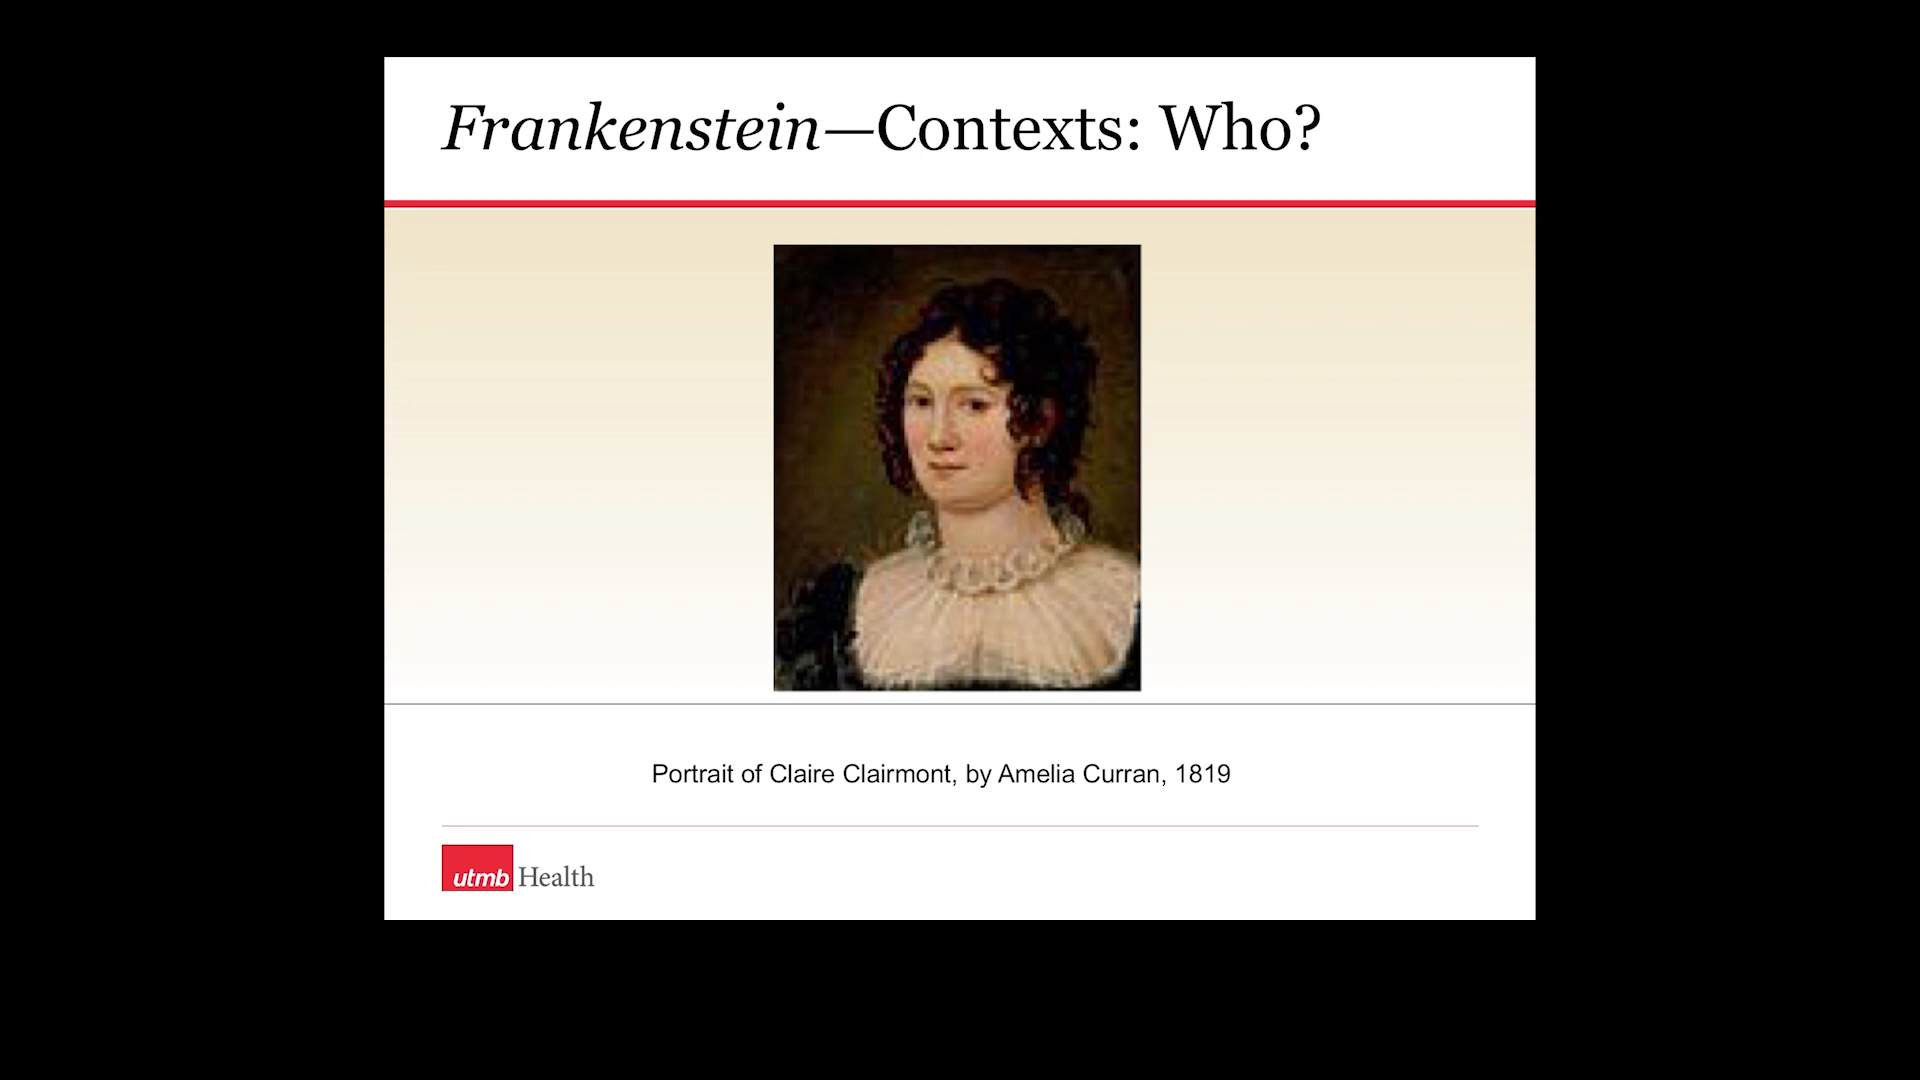 Frankenstein—Contexts: Who?
Portrait of Claire Clairmont, by Amelia Curran, 1819
utmb Health